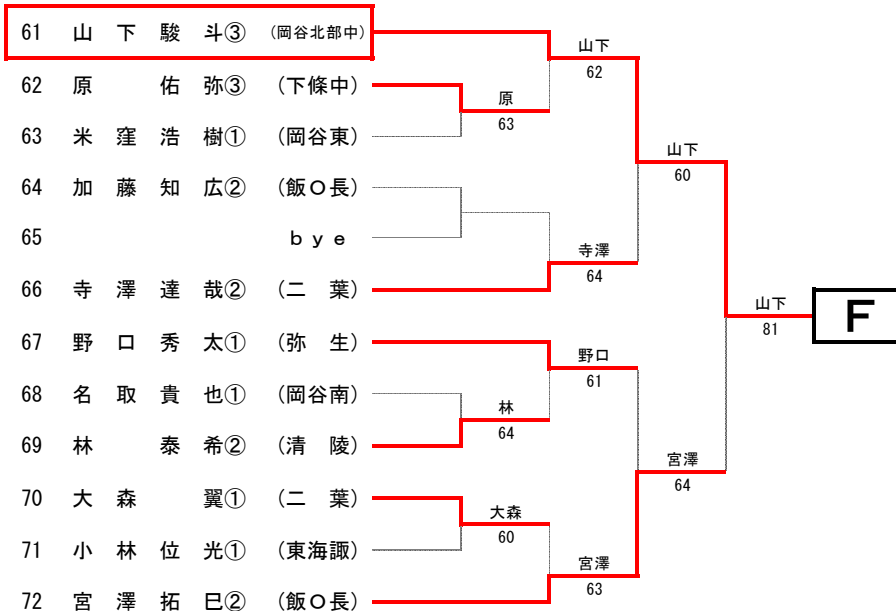 61 山下駿斗③ (岡谷北部中)
62 原 佑弥③ (下條中)
63 米窪浩樹① (岡谷東)
64 加藤知広② (飯O長)
65 bye
66 寺澤達哉② (二 葉)
67 野口秀太① (弥 生)
68 名取貴也① (岡谷南)
69 林 泰希② (清 陵)
70 大森 翼① (二 葉)
71 小林位光① (東海諏)
72 宮澤拓巳② (飯O長)
原
63
林
64
大森
60
山下
62
寺澤
64
野口
61
宮澤
63
山下
60
宮澤
64
山下
81
F